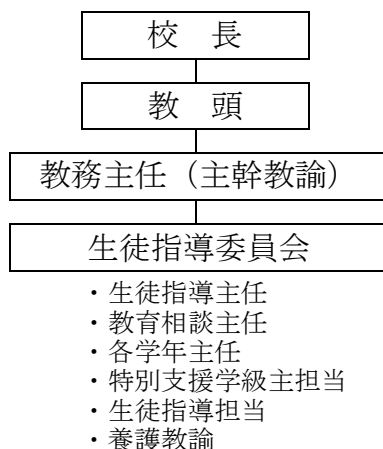 校　長
教　頭
教務主任（主幹教諭）
生徒指導委員会
・生徒指導主任
・教育相談主任
・各学年主任
・特別支援学級主担当
・生徒指導担当
・養護教諭